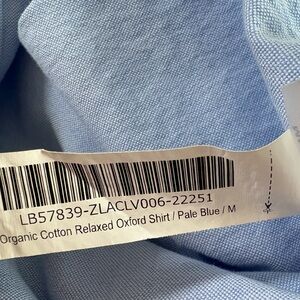 LB57839-ZLACLV006-22251
Organic Cotton Relaxed Oxford Shirt / Pale Blue / M